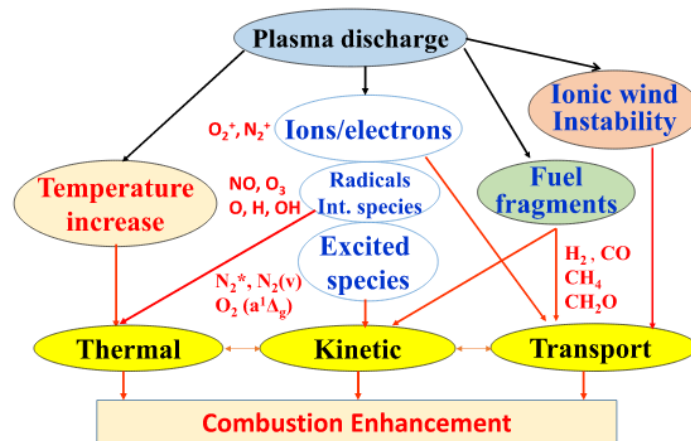 Plasma discharge
Ionic wind
Instability
O₂⁺, N₂⁺
Ions/electrons
Temperature
increase
NO, O₃
O, H, OH
Radicals
Int. species
Fuel
fragments
Excited
species
N₂*, N₂(v)
O₂ (a¹Δg)
H₂ , CO
CH₄
CH₂O
Thermal
Kinetic
Transport
Combustion Enhancement